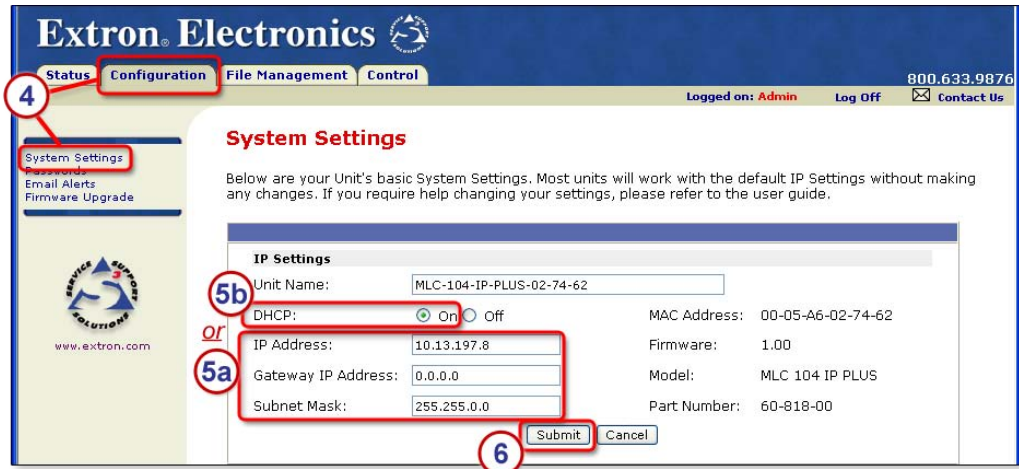 Extron® Electronics
Status Configuration File Management Control
800.633.9876
Logged on: Admin Log Off Contact Us
4
System Settings
Passwords
Email Alerts
Firmware Upgrade
SERVICE SUPPORT SOLUTIONS
S3
www.extron.com
System Settings
Below are your Unit's basic System Settings. Most units will work with the default IP Settings without making
any changes. If you require help changing your settings, please refer to the user guide.
IP Settings
Unit Name: MLC-104-IP-PLUS-02-74-62
5b
DHCP: On Off MAC Address: 00-05-A6-02-74-62
or
IP Address: 10.13.197.8 Firmware: 1.00
5a
Gateway IP Address: 0.0.0.0 Model: MLC 104 IP PLUS
Subnet Mask: 255.255.0.0 Part Number: 60-818-00
6
Submit Cancel